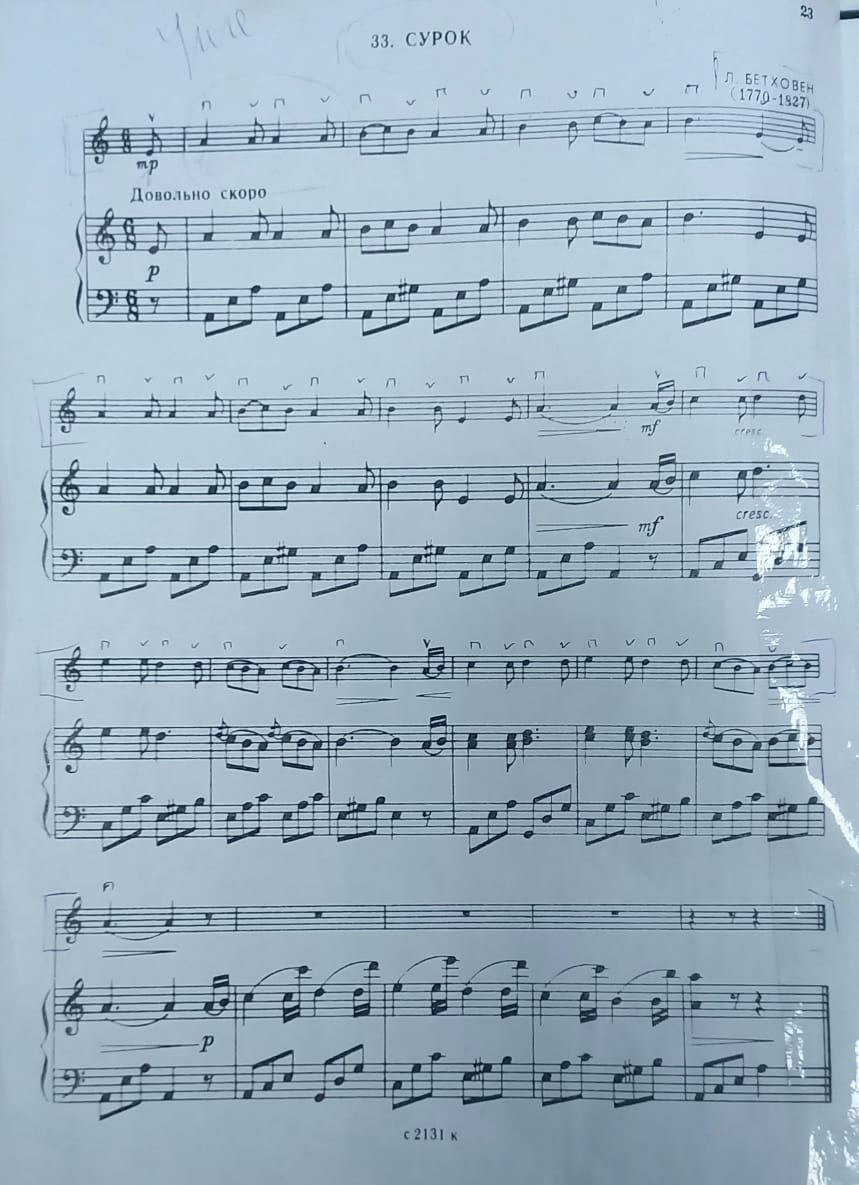 23
33. СУРОК
Л. БЕТХОВЕН
(1770-1827)
mp
Довольно скоро
p
mf
cresc.
mf
cresc.
p
с 2131 к